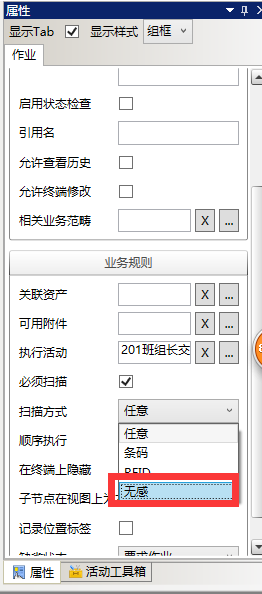 属性
显示Tab 显示样式 组框
作业
启用状态检查
引用名
允许查看历史
允许终端修改
相关业务范畴 X ...
业务规则
关联资产 X ...
可用附件 X ...
执行活动 201班组长交 X ...
必须扫描
扫描方式 任意
任意
顺序执行 条码
在终端上隐藏 RFID
子节点在视图上为 无感
记录位置标签
缺省状态 要求作业
属性 活动工具箱